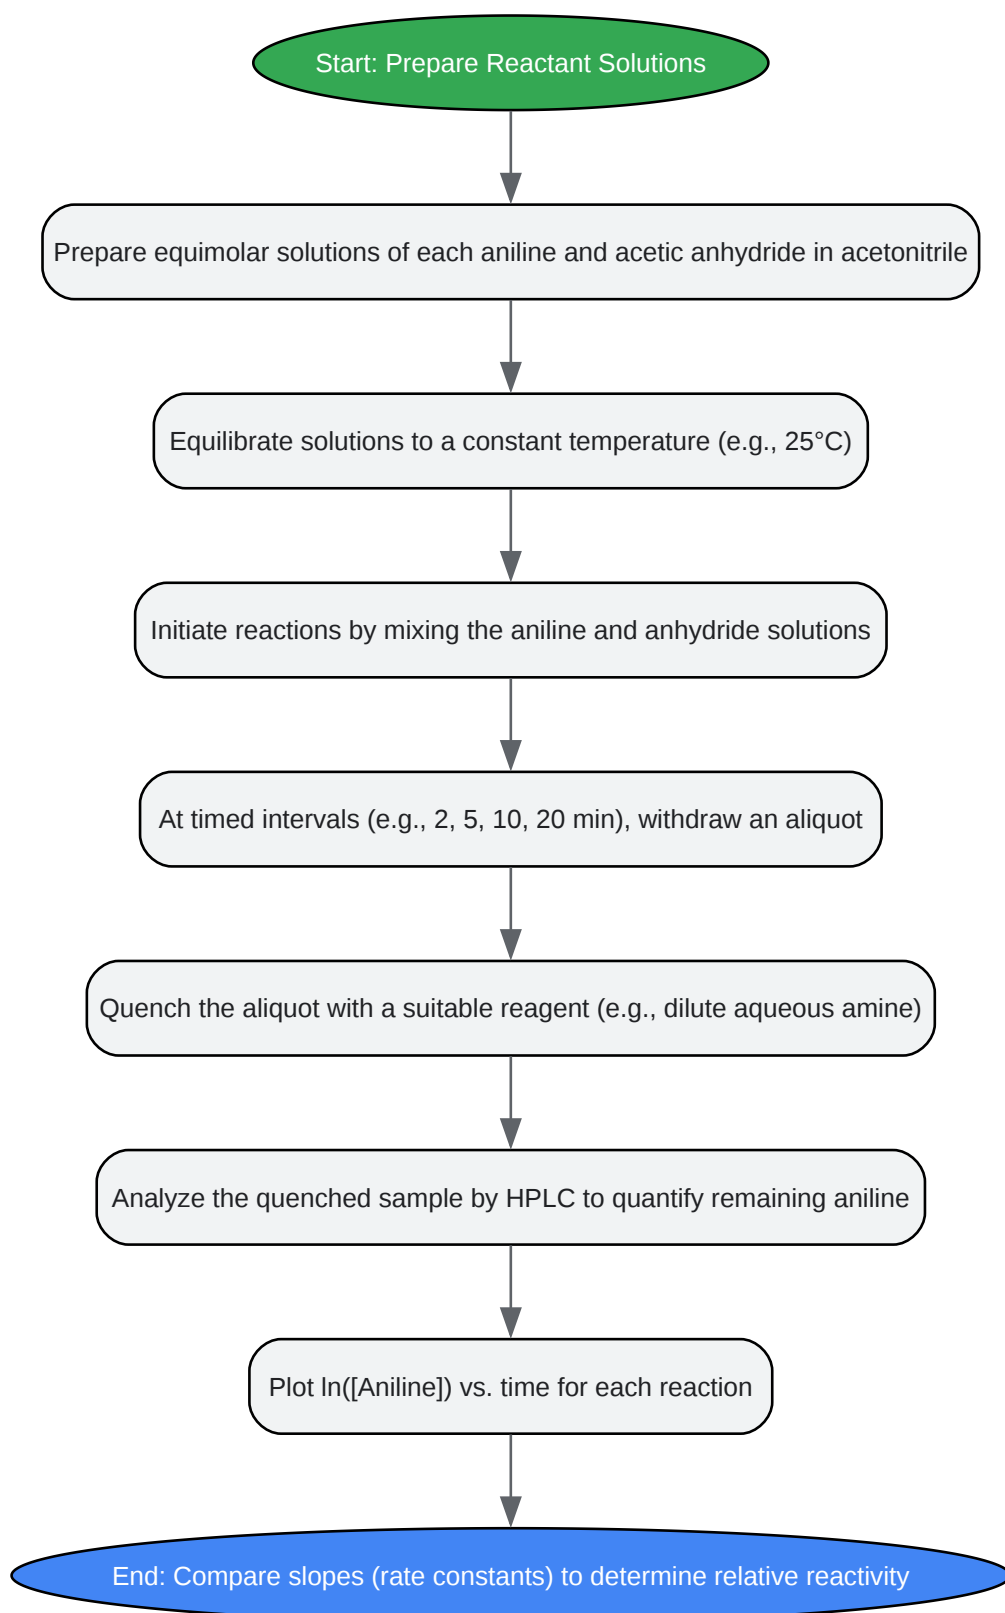 Start: Prepare Reactant Solutions
Prepare equimolar solutions of each aniline and acetic anhydride in acetonitrile
Equilibrate solutions to a constant temperature (e.g., 25°C)
Initiate reactions by mixing the aniline and anhydride solutions
At timed intervals (e.g., 2, 5, 10, 20 min), withdraw an aliquot
Quench the aliquot with a suitable reagent (e.g., dilute aqueous amine)
Analyze the quenched sample by HPLC to quantify remaining aniline
Plot ln([Aniline]) vs. time for each reaction
End: Compare slopes (rate constants) to determine relative reactivity